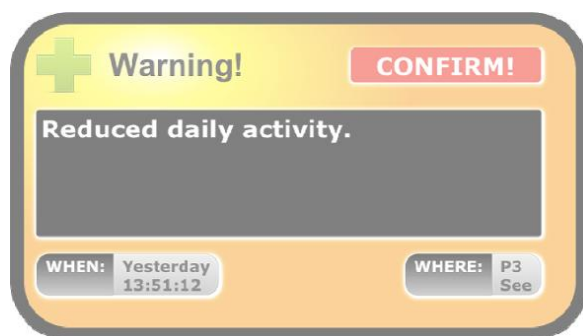 Warning!
CONFIRM!
Reduced daily activity.
WHEN: Yesterday
13:51:12
WHERE: P3
See